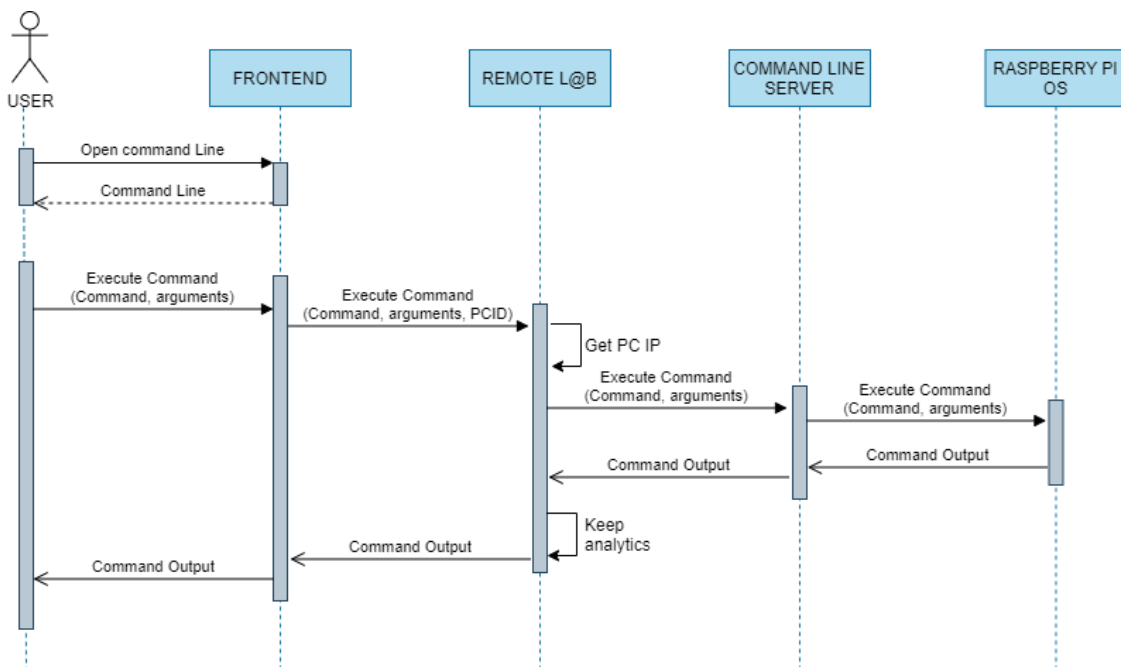 USER
FRONTEND
REMOTE L@B
COMMAND LINE
SERVER
RASPBERRY PI
OS
Open command Line
Command Line
Execute Command
(Command, arguments)
Execute Command
(Command, arguments, PCID)
Get PC IP
Execute Command
(Command, arguments)
Execute Command
(Command, arguments)
Command Output
Command Output
Keep
analytics
Command Output
Command Output